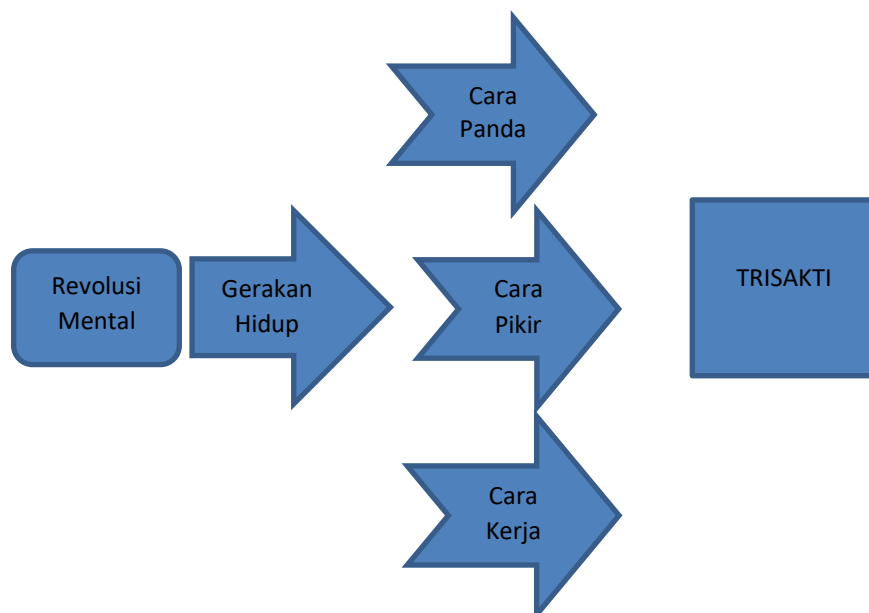 Revolusi
Mental
Gerakan
Hidup
Cara
Panda
Cara
Pikir
Cara
Kerja
TRISAKTI